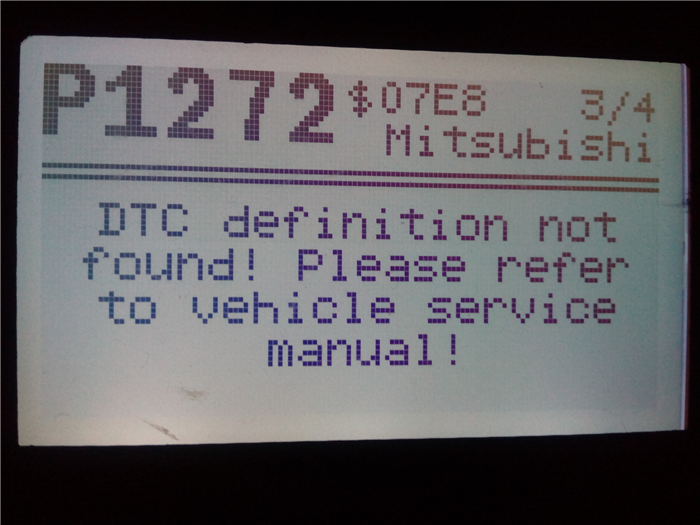 P1272 $07E8 3/4
Mitsubishi
DTC definition not
found! Please refer
to vehicle service
manual!